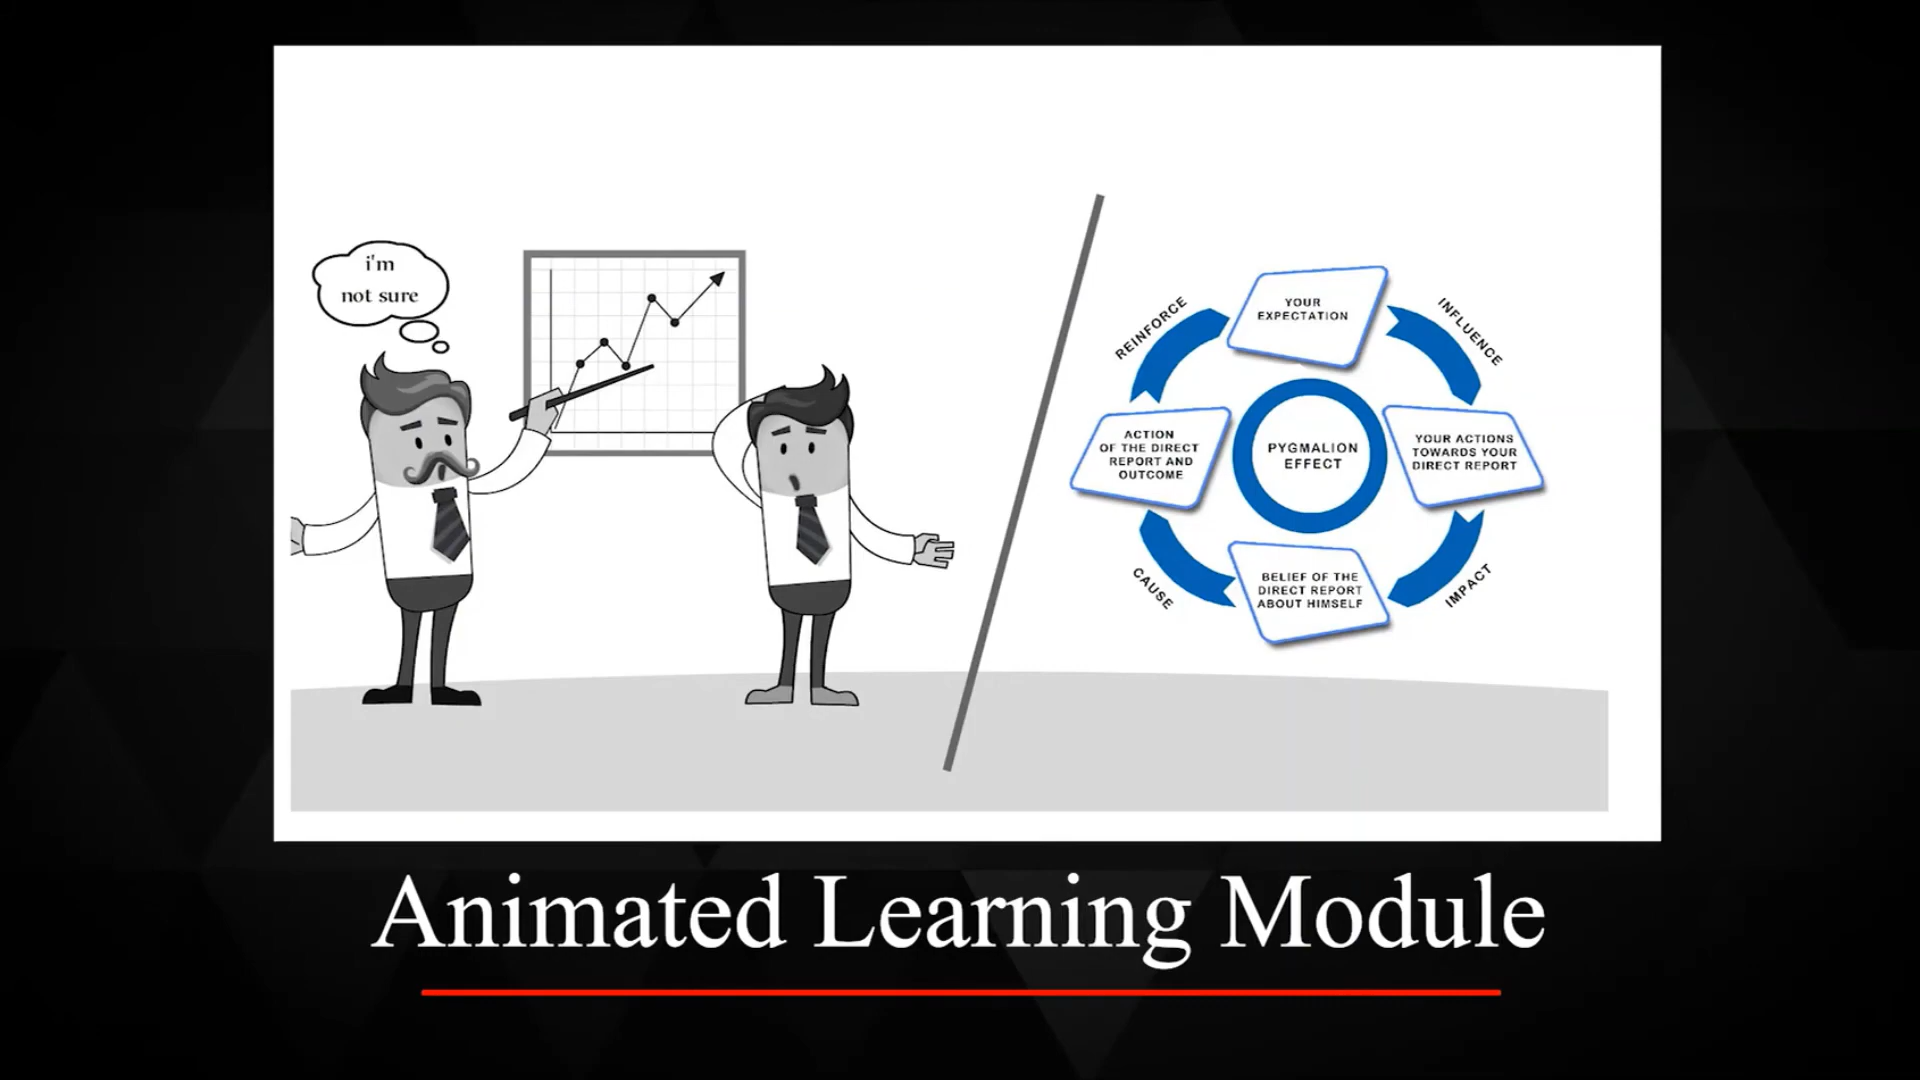 i'm
not sure
REINFORCE
YOUR
EXPECTATION
INFLUENCE
ACTION
OF THE DIRECT
REPORT AND
OUTCOME
PYGMALION
EFFECT
YOUR ACTIONS
TOWARDS YOUR
DIRECT REPORT
CAUSE
BELIEF OF THE
DIRECT REPORT
ABOUT HIMSELF
IMPACT
Animated Learning Module